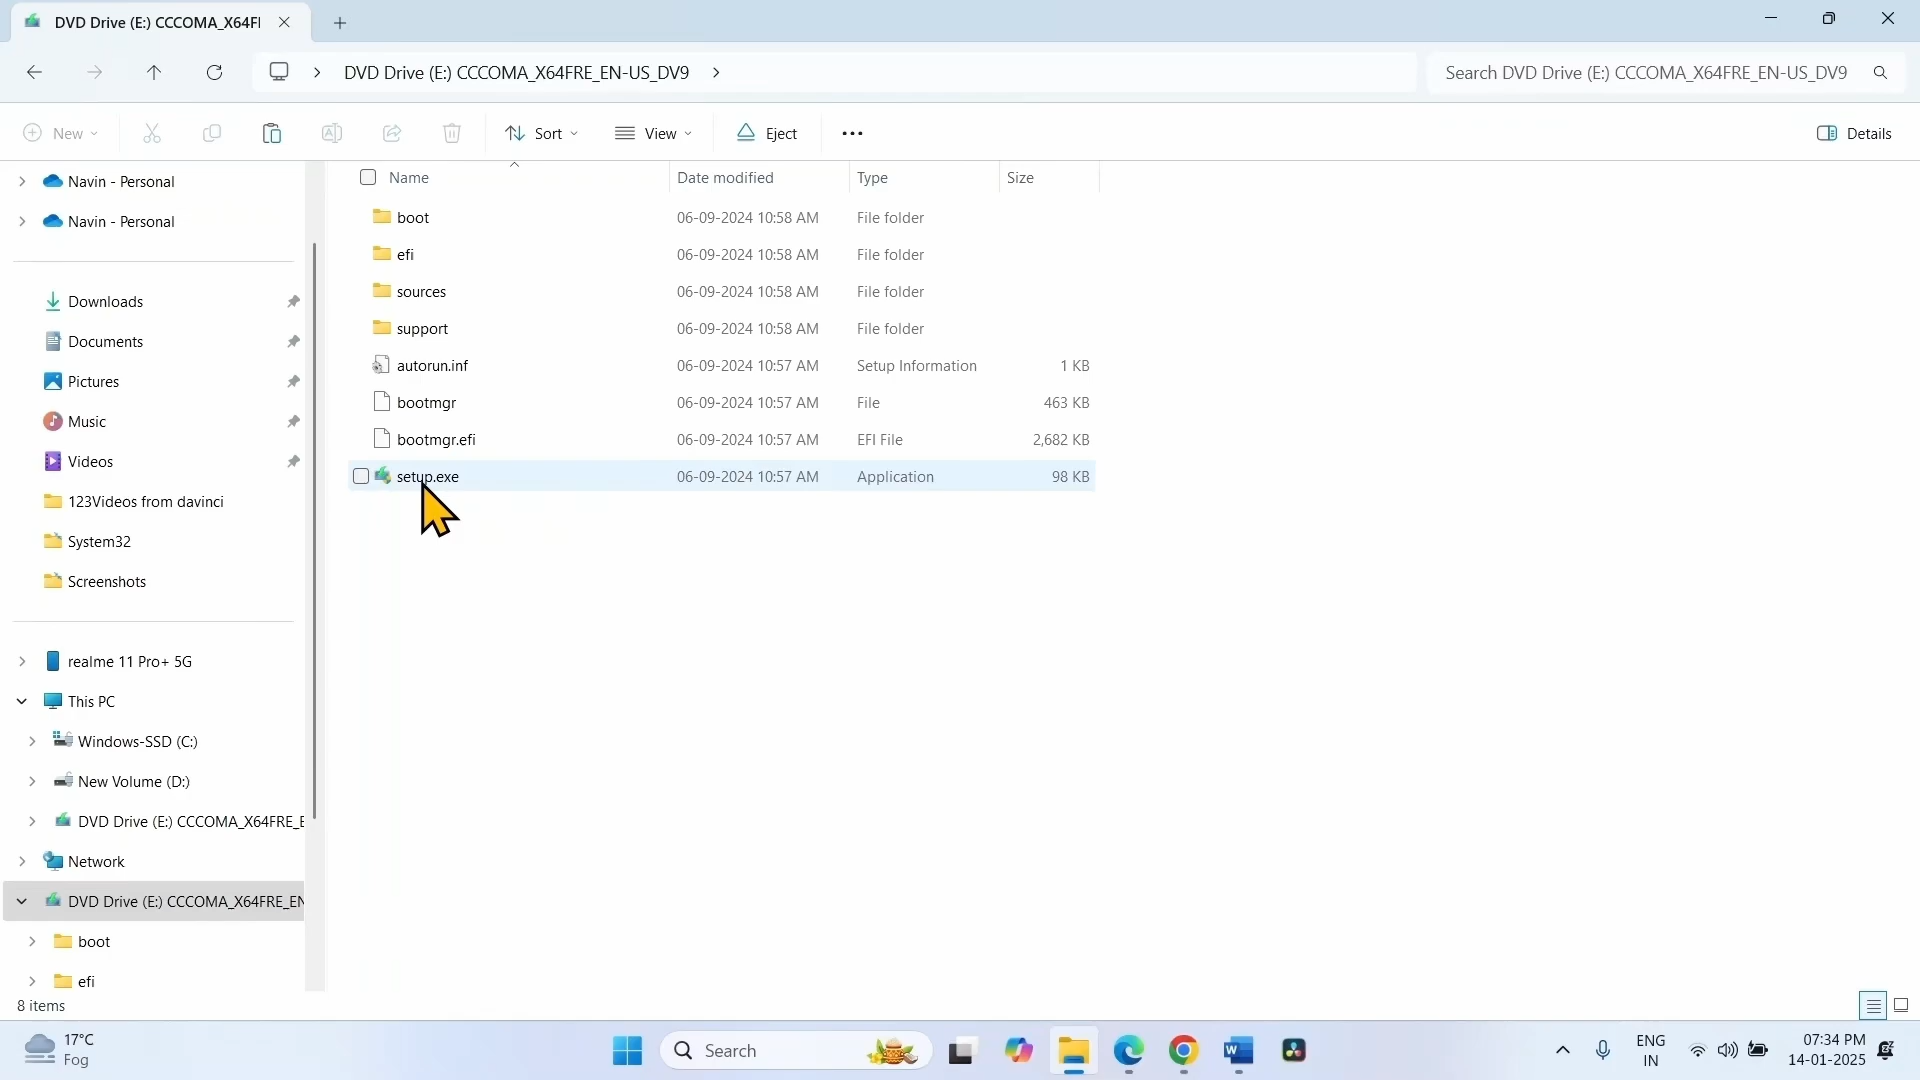 DVD Drive (E:) CCCOMA_X64FI
DVD Drive (E:) CCCOMA_X64FRE_EN-US_DV9
Search DVD Drive (E:) CCCOMA_X64FRE_EN-US_DV9
New
Sort
View
Eject
Details
Navin - Personal
Navin - Personal
Downloads
Documents
Pictures
Music
Videos
123Videos from davinci
System32
Screenshots
realme 11 Pro+ 5G
This PC
Windows-SSD (C:)
New Volume (D:)
DVD Drive (E:) CCCOMA_X64FRE_E
Network
DVD Drive (E:) CCCOMA_X64FRE_EN
boot
efi
Name Date modified Type Size
boot 06-09-2024 10:58 AM File folder
efi 06-09-2024 10:58 AM File folder
sources 06-09-2024 10:58 AM File folder
support 06-09-2024 10:58 AM File folder
autorun.inf 06-09-2024 10:57 AM Setup Information 1 KB
bootmgr 06-09-2024 10:57 AM File 463 KB
bootmgr.efi 06-09-2024 10:57 AM EFI File 2,682 KB
setup.exe 06-09-2024 10:57 AM Application 98 KB
8 items
17°C
Fog
Search
ENG
IN
07:34 PM
14-01-2025